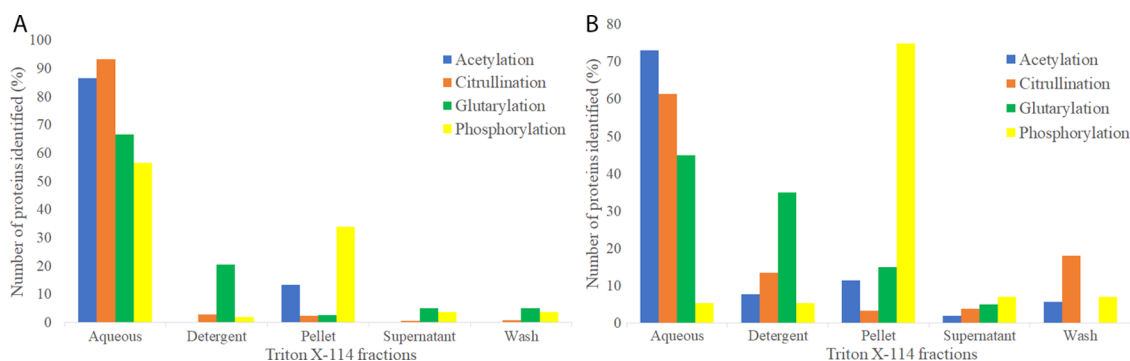 A
Number of proteins identified (%)
100
90
80
70
60
50
40
30
20
10
0
Acetylation
Citrullination
Glutarylation
Phosphorylation
Aqueous Detergent Pellet Supernatant Wash
Triton X-114 fractions
B
Number of proteins identified (%)
80
70
60
50
40
30
20
10
0
Acetylation
Citrullination
Glutarylation
Phosphorylation
Aqueous Detergent Pellet Supernatant Wash
Triton X-114 fractions